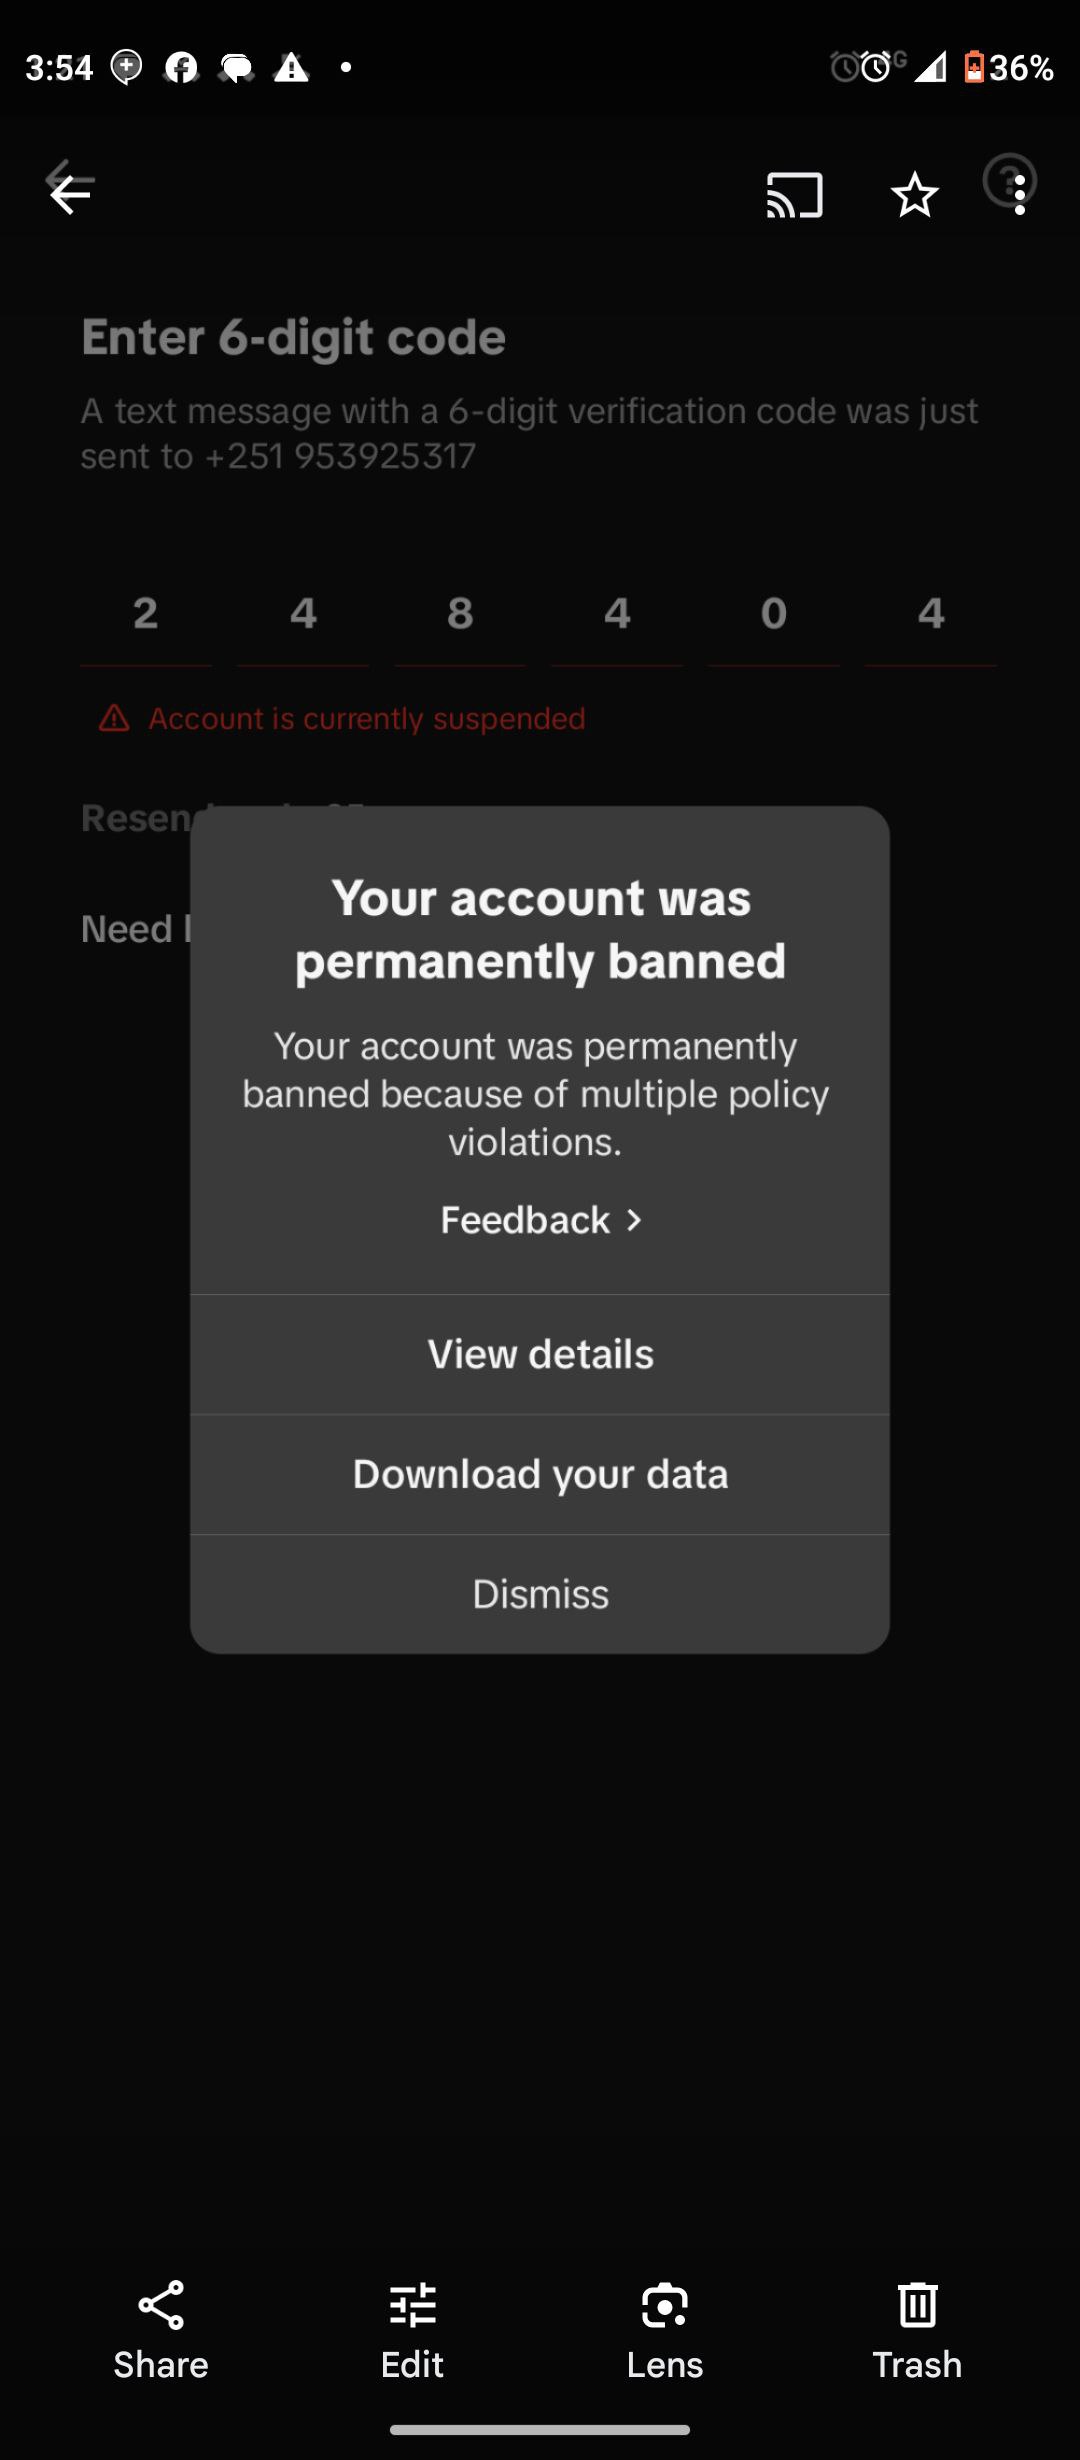 3:54
36%
Enter 6-digit code
A text message with a 6-digit verification code was just
sent to +251 953925317
2 4 8 4 0 4
Account is currently suspended
Your account was
permanently banned
Your account was permanently
banned because of multiple policy
violations.
Feedback >
Need
View details
Download your data
Dismiss
Share Edit Lens Trash